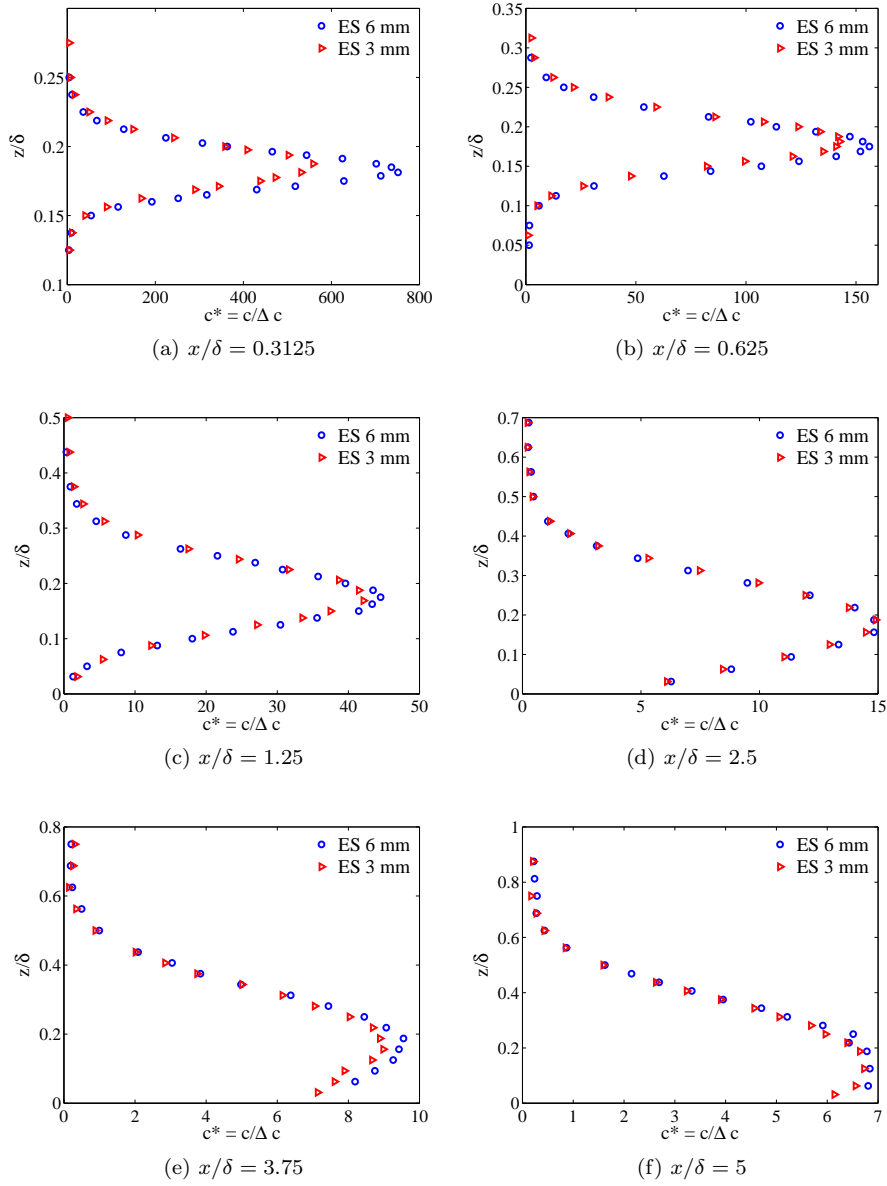 ES 6 mm
ES 3 mm
0.25
0.2
0.15
0.1
z/δ
0 200 400 600 800
c* = c/Δ c
(a) x/δ = 0.3125
ES 6 mm
ES 3 mm
0.35
0.3
0.25
0.2
0.15
0.1
0.05
0
z/δ
0 50 100 150
c* = c/Δ c
(b) x/δ = 0.625
ES 6 mm
ES 3 mm
0.5
0.4
0.3
0.2
0.1
0
z/δ
0 10 20 30 40 50
c* = c/Δ c
(c) x/δ = 1.25
ES 6 mm
ES 3 mm
0.7
0.6
0.5
0.4
0.3
0.2
0.1
0
z/δ
0 5 10 15
c* = c/Δ c
(d) x/δ = 2.5
ES 6 mm
ES 3 mm
0.8
0.6
0.4
0.2
0
z/δ
0 2 4 6 8 10
c* = c/Δ c
(e) x/δ = 3.75
ES 6 mm
ES 3 mm
1
0.8
0.6
0.4
0.2
0
z/δ
0 1 2 3 4 5 6 7
c* = c/Δ c
(f) x/δ = 5